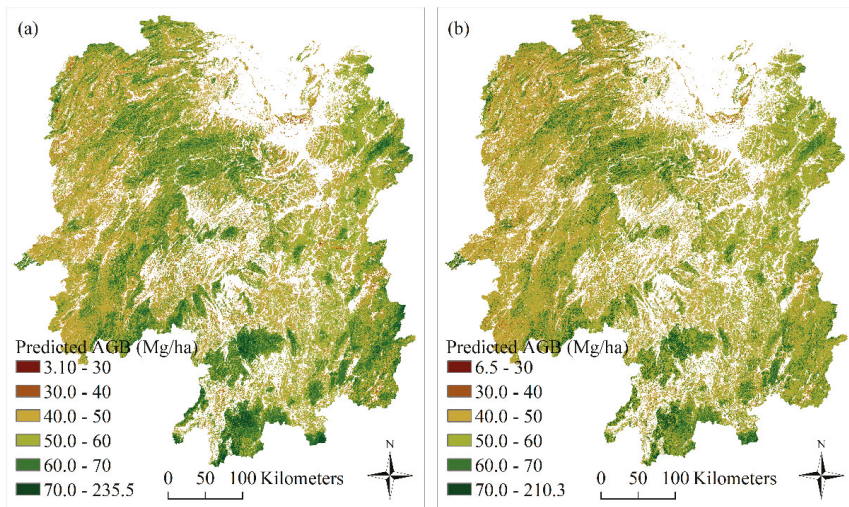 (a)
Predicted AGB (Mg/ha)
3.10 - 30
30.0 - 40
40.0 - 50
50.0 - 60
60.0 - 70
70.0 - 235.5
0 50 100 Kilometers
N
(b)
Predicted AGB (Mg/ha)
6.5 - 30
30.0 - 40
40.0 - 50
50.0 - 60
60.0 - 70
70.0 - 210.3
0 50 100 Kilometers
N